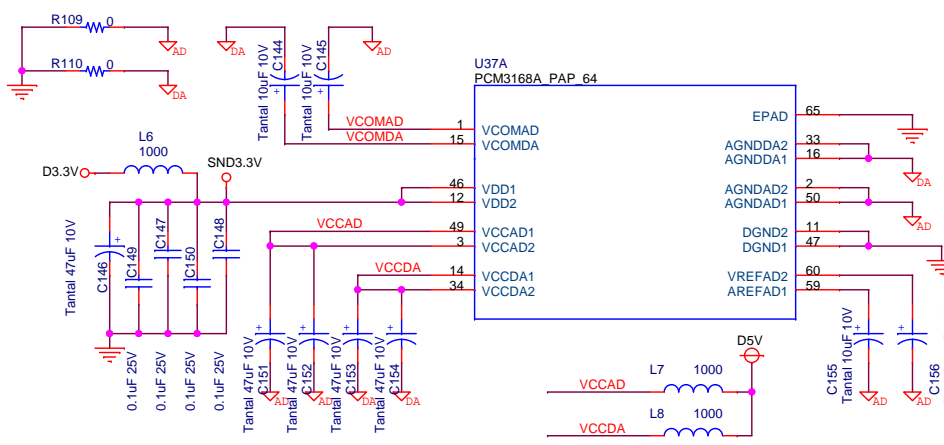 R109 0
AD
R110 0
DA
DA
AD
Tantal 10uF 10V
C144
Tantal 10uF 10V
C145
VCOMAD
VCOMDA
U37A
PCM3168A_PAP_64
1 VCOMAD
15 VCOMDA
46 VDD1
12 VDD2
49 VCCAD1
3 VCCAD2
14 VCCDA1
34 VCCDA2
EPAD 65
AGNDDA2 33
AGNDDA1 16
AGNDAD2 2
AGNDAD1 50
DGND2 11
DGND1 47
VREFAD2 60
AREFAD1 59
DA
AD
L6
1000
D3.3V
SND3.3V
VCCAD
VCCDA
Tantal 47uF 10V
C146
C149
C147
C150
C148
0.1uF 25V
0.1uF 25V
0.1uF 25V
0.1uF 25V
Tantal 47uF 10V
C151
Tantal 47uF 10V
C152
Tantal 47uF 10V
C153
Tantal 47uF 10V
C154
AD
AD
DA
DA
D5V
VCCAD
L7 1000
VCCDA
L8 1000
C155
Tantal 10uF 10V
C156
AD
AD